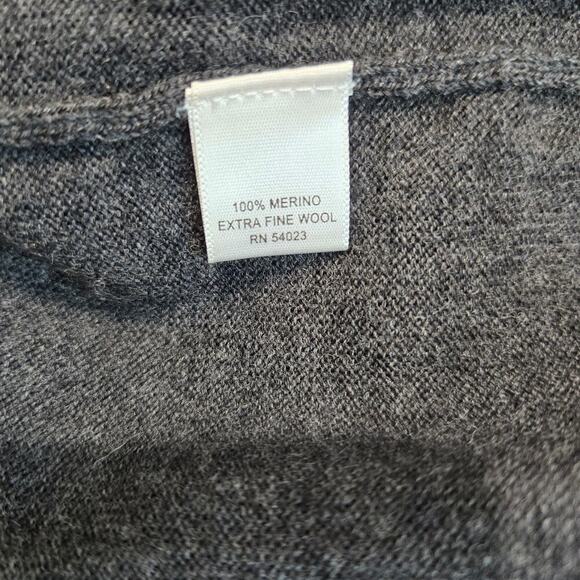 100% MERINO
EXTRA FINE WOOL
RN 54023